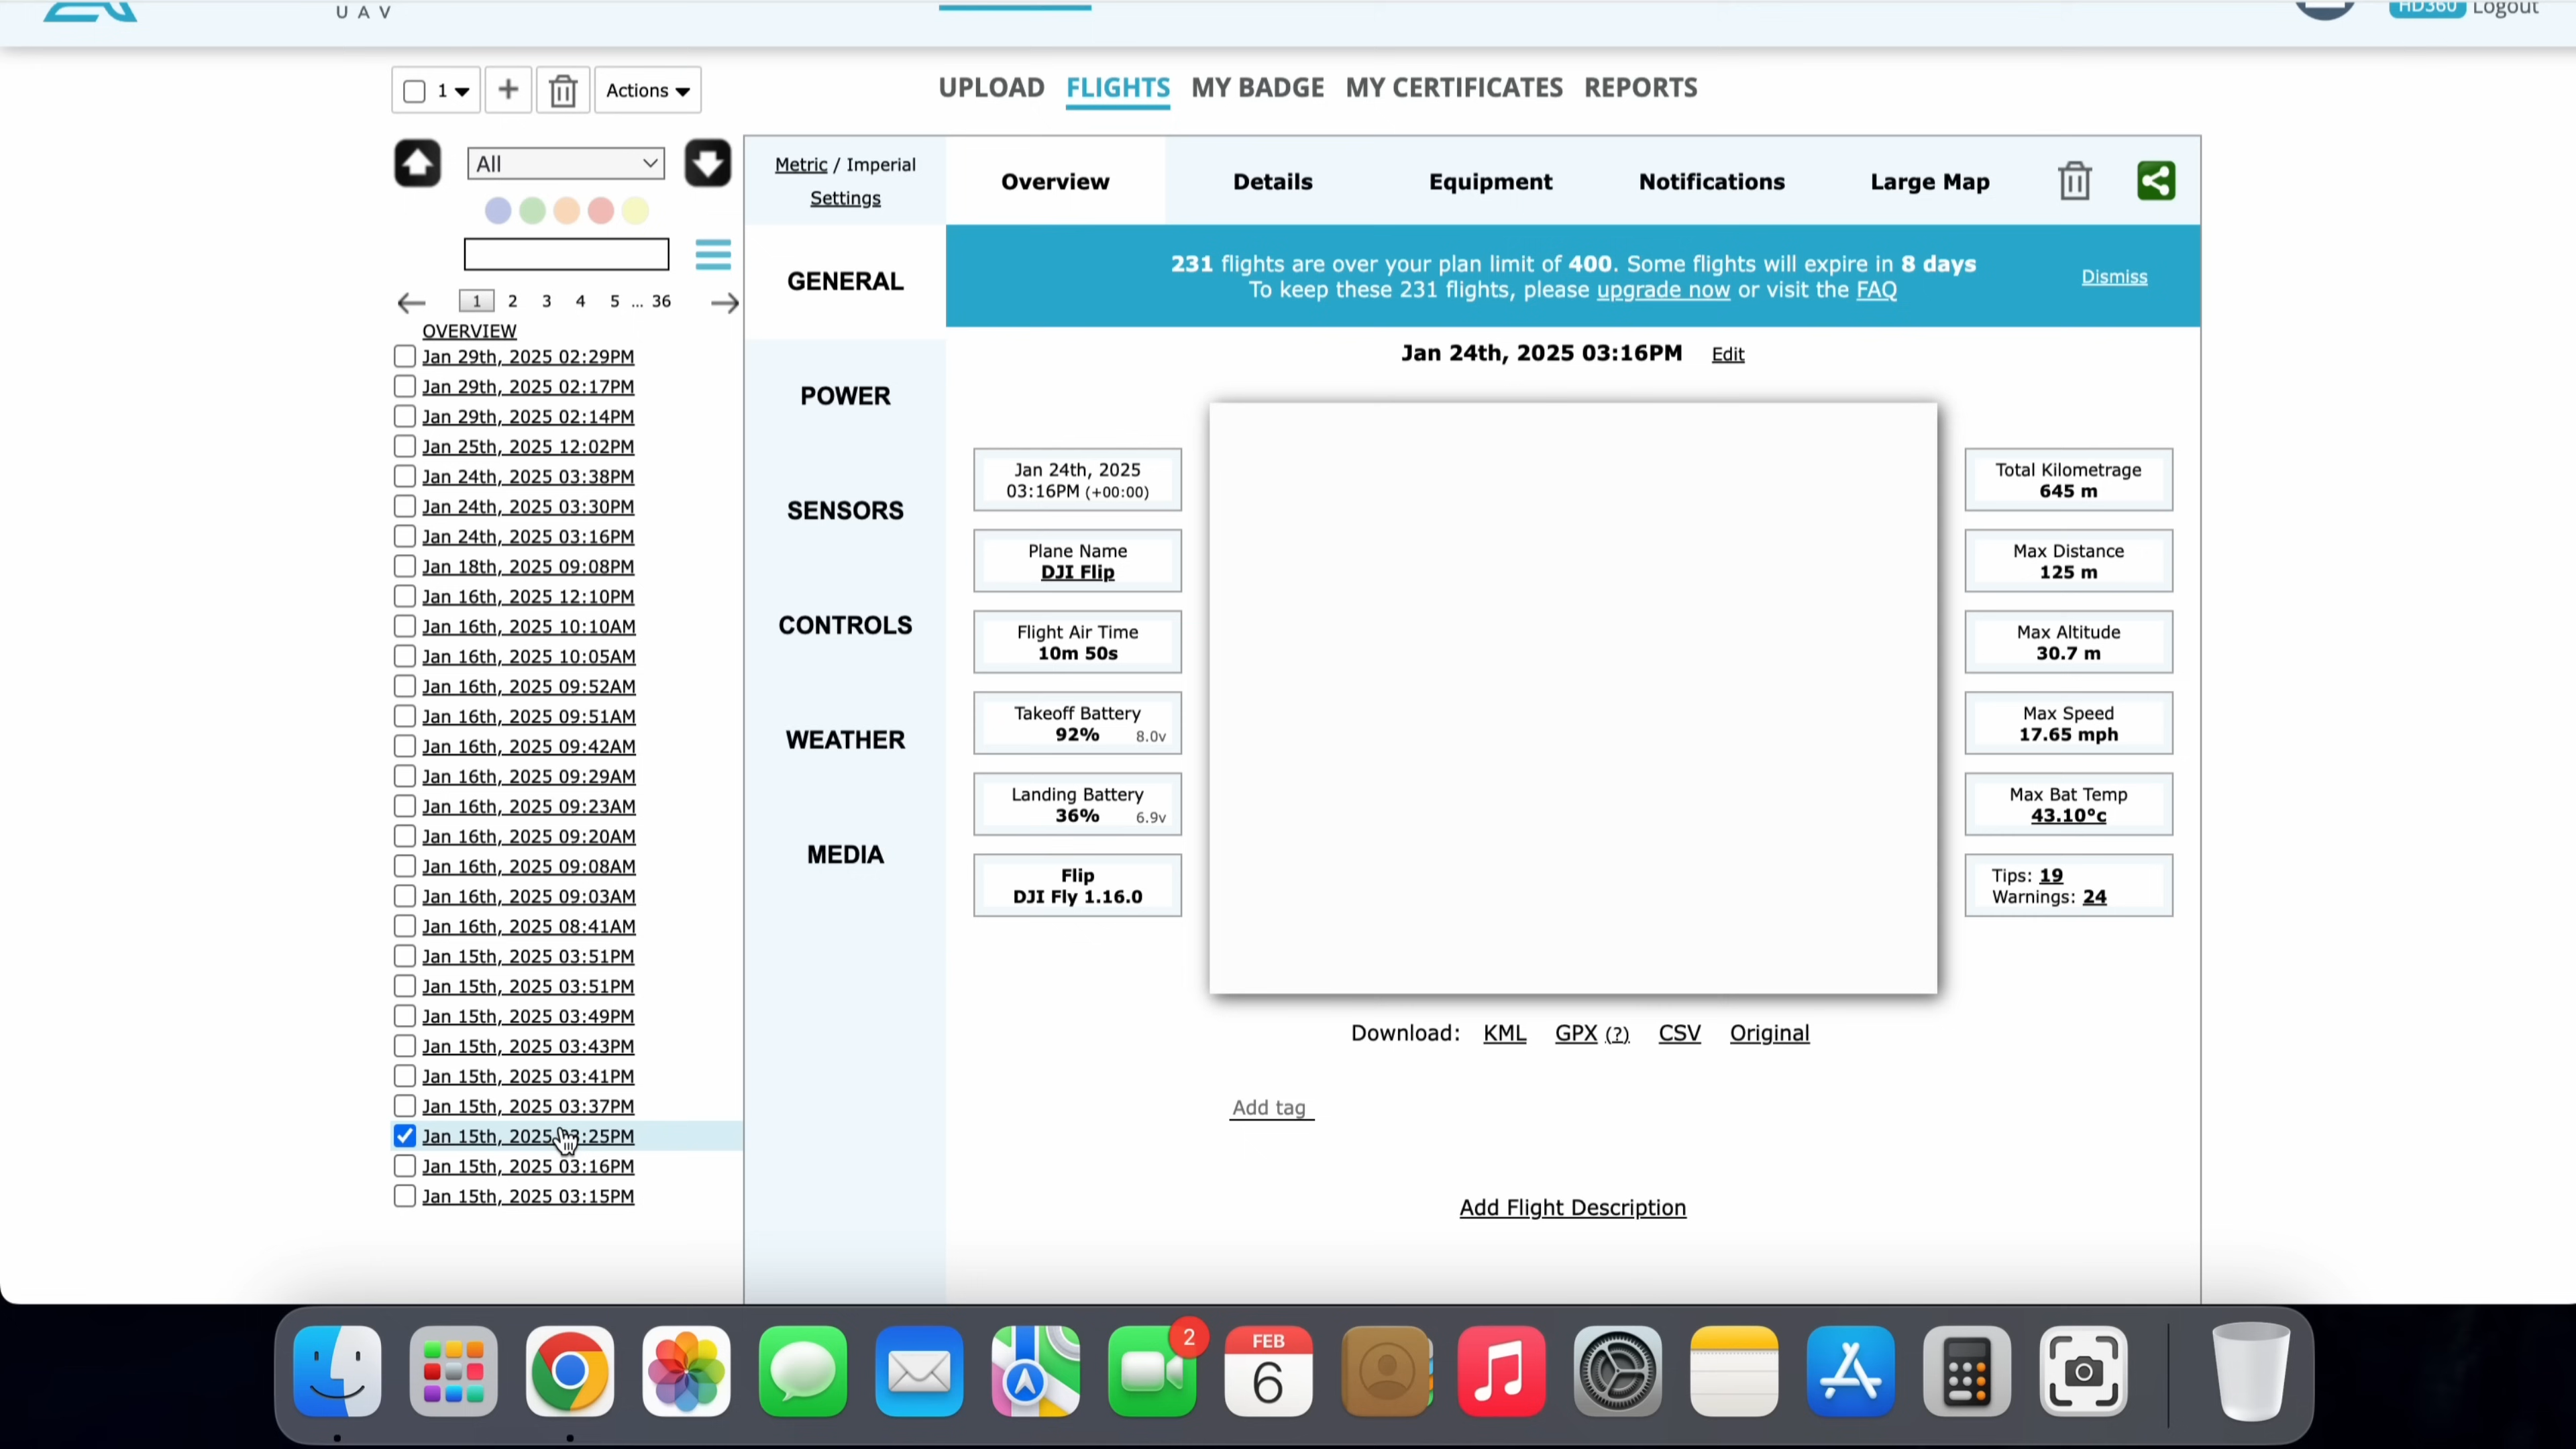 UAV
HD360 Logout
1
Actions
UPLOAD FLIGHTS MY BADGE MY CERTIFICATES REPORTS
All
1 2 3 4 5 ... 36
OVERVIEW
Jan 29th, 2025 02:29PM
Jan 29th, 2025 02:17PM
Jan 29th, 2025 02:14PM
Jan 25th, 2025 12:02PM
Jan 24th, 2025 03:38PM
Jan 24th, 2025 03:30PM
Jan 24th, 2025 03:16PM
Jan 18th, 2025 09:08PM
Jan 16th, 2025 12:10PM
Jan 16th, 2025 10:10AM
Jan 16th, 2025 10:05AM
Jan 16th, 2025 09:52AM
Jan 16th, 2025 09:51AM
Jan 16th, 2025 09:42AM
Jan 16th, 2025 09:29AM
Jan 16th, 2025 09:23AM
Jan 16th, 2025 09:20AM
Jan 16th, 2025 09:08AM
Jan 16th, 2025 09:03AM
Jan 16th, 2025 08:41AM
Jan 15th, 2025 03:51PM
Jan 15th, 2025 03:51PM
Jan 15th, 2025 03:49PM
Jan 15th, 2025 03:43PM
Jan 15th, 2025 03:41PM
Jan 15th, 2025 03:37PM
Jan 15th, 2025 03:25PM
Jan 15th, 2025 03:16PM
Jan 15th, 2025 03:15PM
Metric / Imperial
Settings
GENERAL
POWER
SENSORS
CONTROLS
WEATHER
MEDIA
Overview Details Equipment Notifications Large Map
231 flights are over your plan limit of 400. Some flights will expire in 8 days
To keep these 231 flights, please upgrade now or visit the FAQ
Dismiss
Jan 24th, 2025 03:16PM Edit
Jan 24th, 2025
03:16PM (+00:00)
Plane Name
DJI Flip
Flight Air Time
10m 50s
Takeoff Battery
92% 8.0v
Landing Battery
36% 6.9v
Flip
DJI Fly 1.16.0
Total Kilometrage
645 m
Max Distance
125 m
Max Altitude
30.7 m
Max Speed
17.65 mph
Max Bat Temp
43.10°c
Tips: 19
Warnings: 24
Download: KML GPX (?) CSV Original
Add tag
Add Flight Description
2
FEB
6